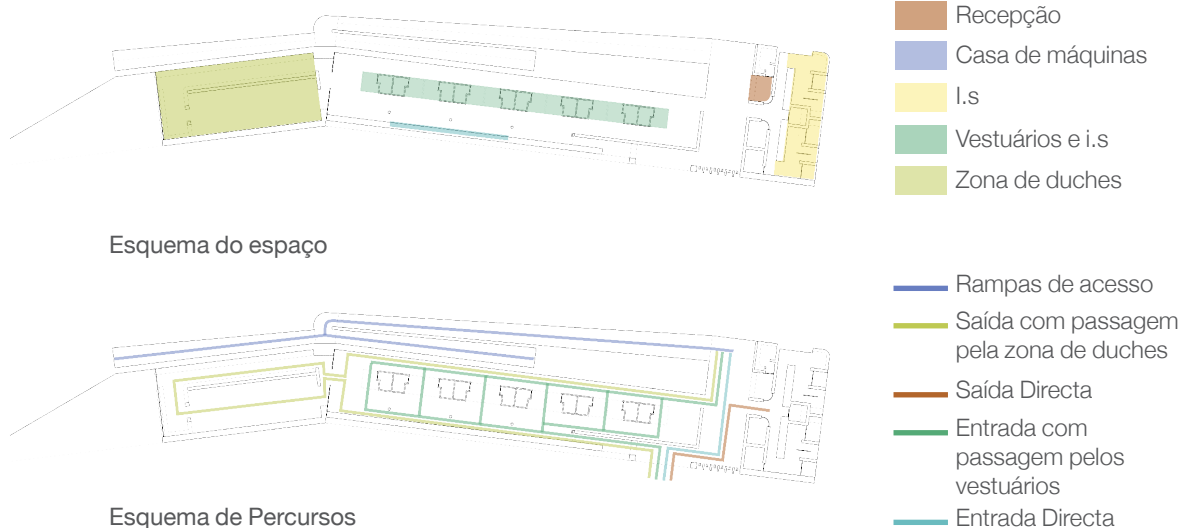 Recepção
Casa de máquinas
I.s
Vestuários e i.s
Zona de duches
Esquema do espaço
Rampas de acesso
Saída com passagem
pela zona de duches
Saída Directa
Entrada com
passagem pelos
vestuários
Entrada Directa
Esquema de Percursos